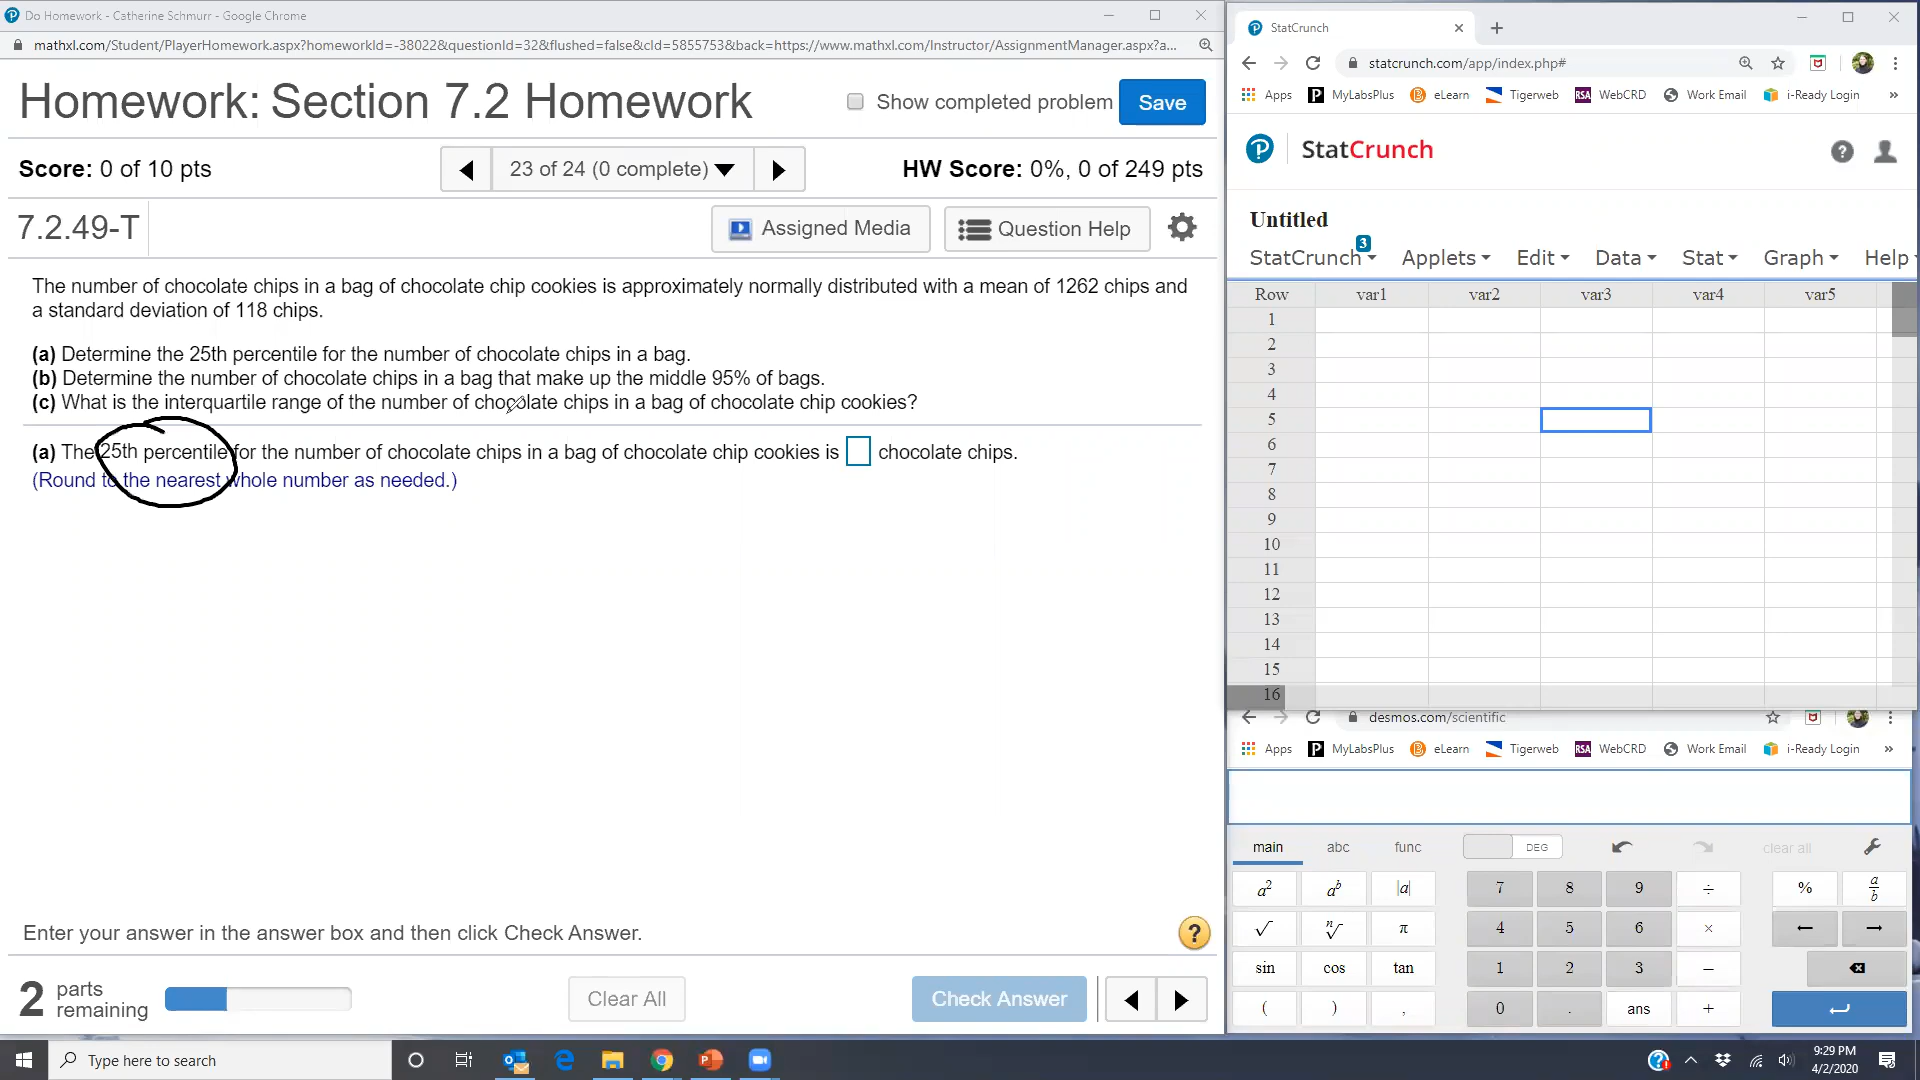 Do Homework - Catherine Schmurr - Google Chrome
mathxl.com/Student/PlayerHomework.aspx?homeworkId=-38022&questionId=32&flushed=false&cId=5855753&back=https://www.mathxl.com/Instructor/AssignmentManager.aspx?a...
Homework: Section 7.2 Homework
Show completed problem
Save
Score: 0 of 10 pts
23 of 24 (0 complete)
HW Score: 0%, 0 of 249 pts
7.2.49-T
Assigned Media
Question Help
The number of chocolate chips in a bag of chocolate chip cookies is approximately normally distributed with a mean of 1262 chips and
a standard deviation of 118 chips.
(a) Determine the 25th percentile for the number of chocolate chips in a bag.
(b) Determine the number of chocolate chips in a bag that make up the middle 95% of bags.
(c) What is the interquartile range of the number of chocolate chips in a bag of chocolate chip cookies?
(a) The 25th percentile for the number of chocolate chips in a bag of chocolate chip cookies is chocolate chips.
(Round to the nearest whole number as needed.)
Enter your answer in the answer box and then click Check Answer.
?
2 parts remaining
Clear All
Check Answer
StatCrunch
statcrunch.com/app/index.php#
Apps MyLabsPlus eLearn Tigerweb WebCRD Work Email i-Ready Login »
StatCrunch
Untitled
StatCrunch 3 Applets Edit Data Stat Graph Help
Row var1 var2 var3 var4 var5
1
2
3
4
5
6
7
8
9
10
11
12
13
14
15
16
desmos.com/scientific
Apps MyLabsPlus eLearn Tigerweb WebCRD Work Email i-Ready Login »
main abc func DEG clear all
a² aᵇ |a| 7 8 9 ÷ % a/b
√ ⁿ√ π 4 5 6 × ← →
sin cos tan 1 2 3 −
( ) , 0 . ans +
Type here to search
9:29 PM
4/2/2020